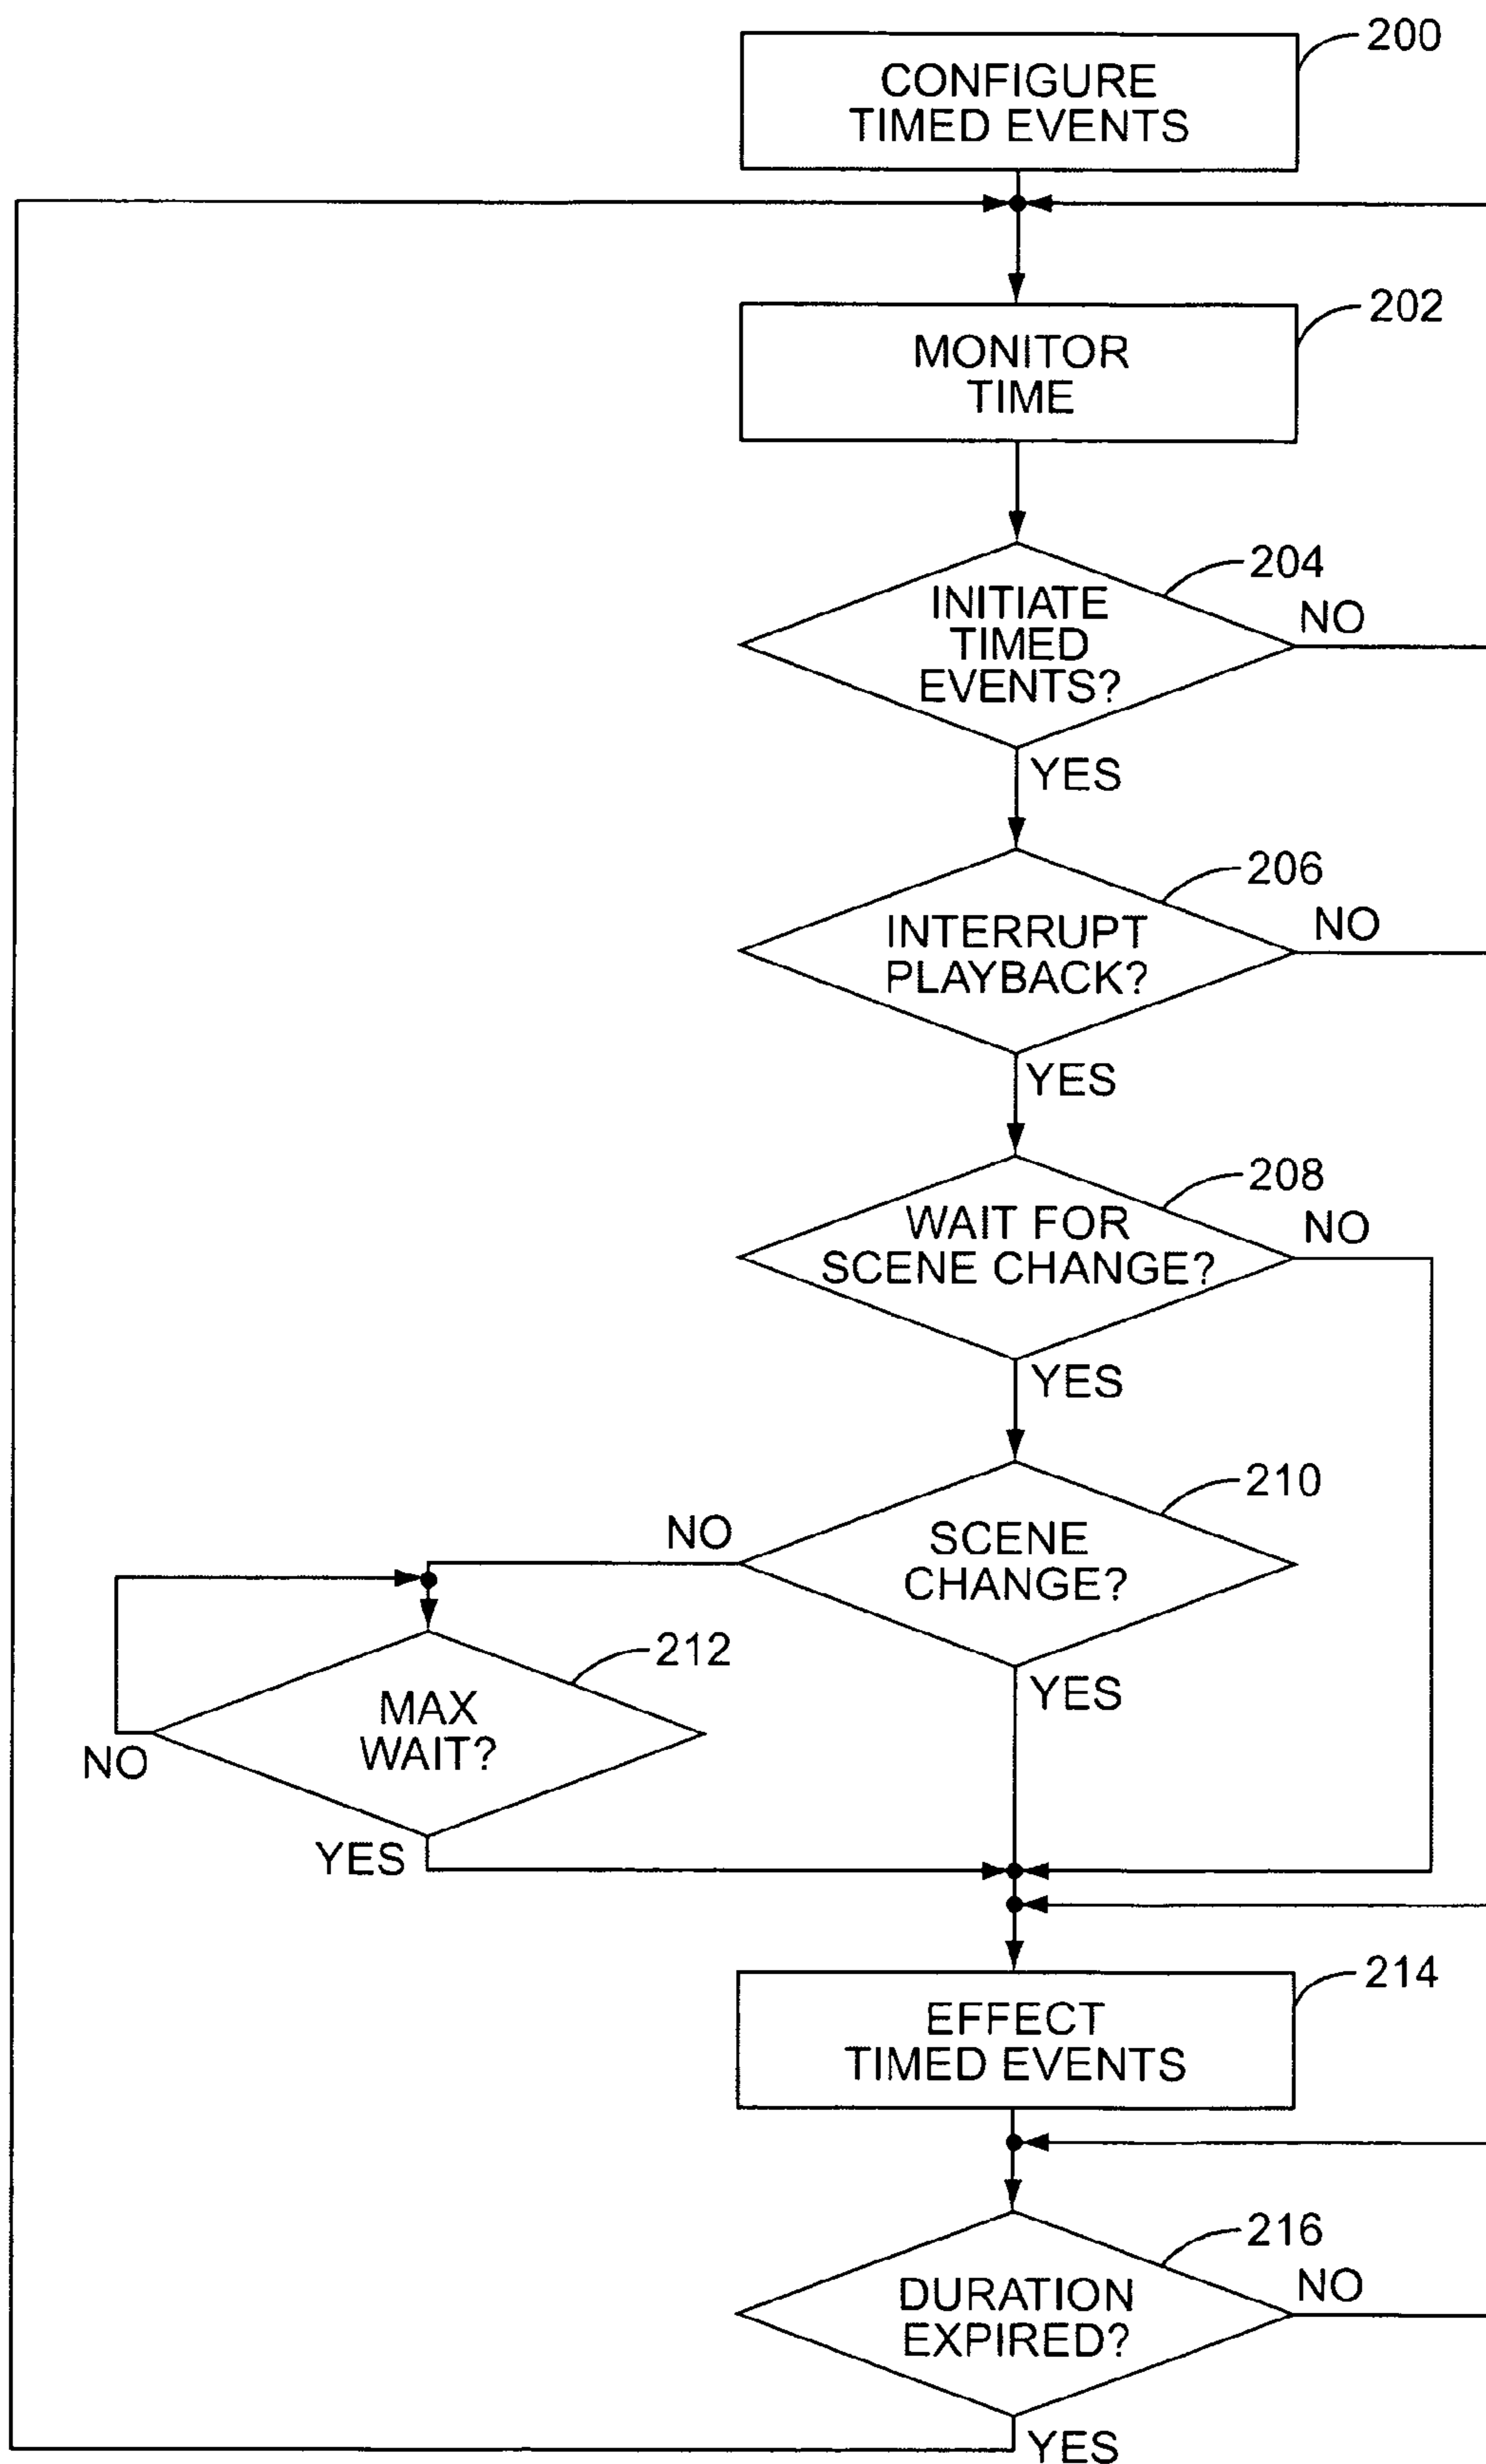 200
CONFIGURE
TIMED EVENTS
202
MONITOR
TIME
204
INITIATE
TIMED
EVENTS?
NO
YES
206
INTERRUPT
PLAYBACK?
NO
YES
208
WAIT FOR
SCENE CHANGE?
NO
YES
210
SCENE
CHANGE?
NO
YES
212
MAX
WAIT?
NO
YES
214
EFFECT
TIMED EVENTS
216
DURATION
EXPIRED?
NO
YES